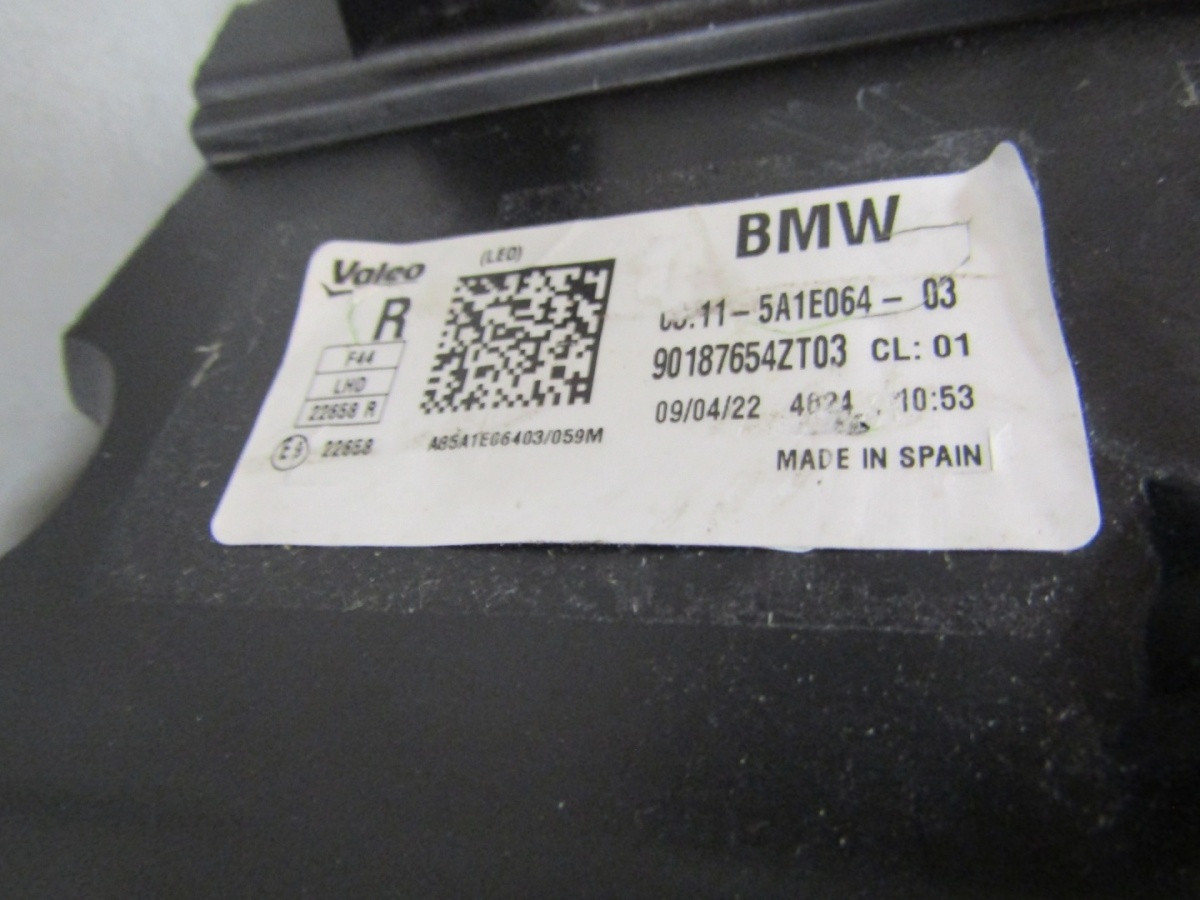 Valeo
(LED)
BMW
R
F44
LHD
22658 R
E9 22658
A85A1E06403/059M
11-5A1E064-03
90187654ZT03 CL: 01
09/04/22 10:53
MADE IN SPAIN